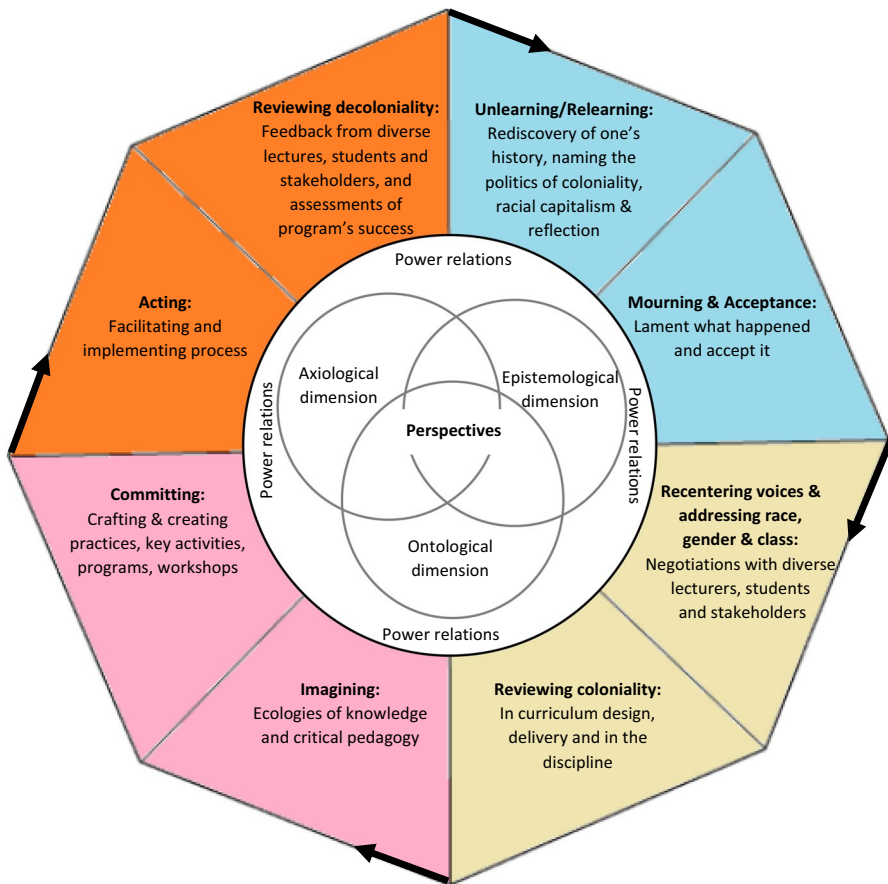 Reviewing decoloniality:
Feedback from diverse
lectures, students and
stakeholders, and
assessments of
program’s success
Unlearning/Relearning:
Rediscovery of one’s
history, naming the
politics of coloniality,
racial capitalism &
reflection
Mourning & Acceptance:
Lament what happened
and accept it
Recentering voices &
addressing race,
gender & class:
Negotiations with diverse
lecturers, students
and stakeholders
Reviewing coloniality:
In curriculum design,
delivery and in the
discipline
Imagining:
Ecologies of knowledge
and critical pedagogy
Committing:
Crafting & creating
practices, key activities,
programs, workshops
Acting:
Facilitating and
implementing process
Power relations
Power relations
Power relations
Power relations
Axiological
dimension
Epistemological
dimension
Perspectives
Ontological
dimension